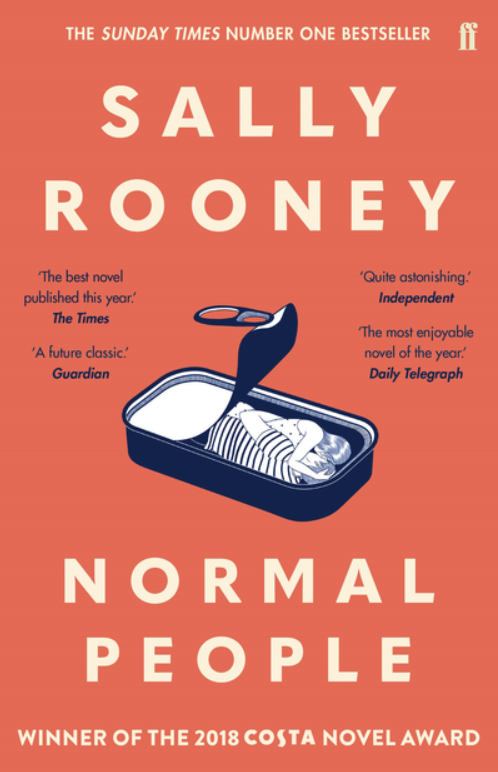 THE SUNDAY TIMES NUMBER ONE BESTSELLER
ff
SALLY
ROONEY
‘The best novel
published this year.’
The Times
‘A future classic.’
Guardian
‘Quite astonishing.’
Independent
‘The most enjoyable
novel of the year.’
Daily Telegraph
NORMAL
PEOPLE
WINNER OF THE 2018 COSTA NOVEL AWARD